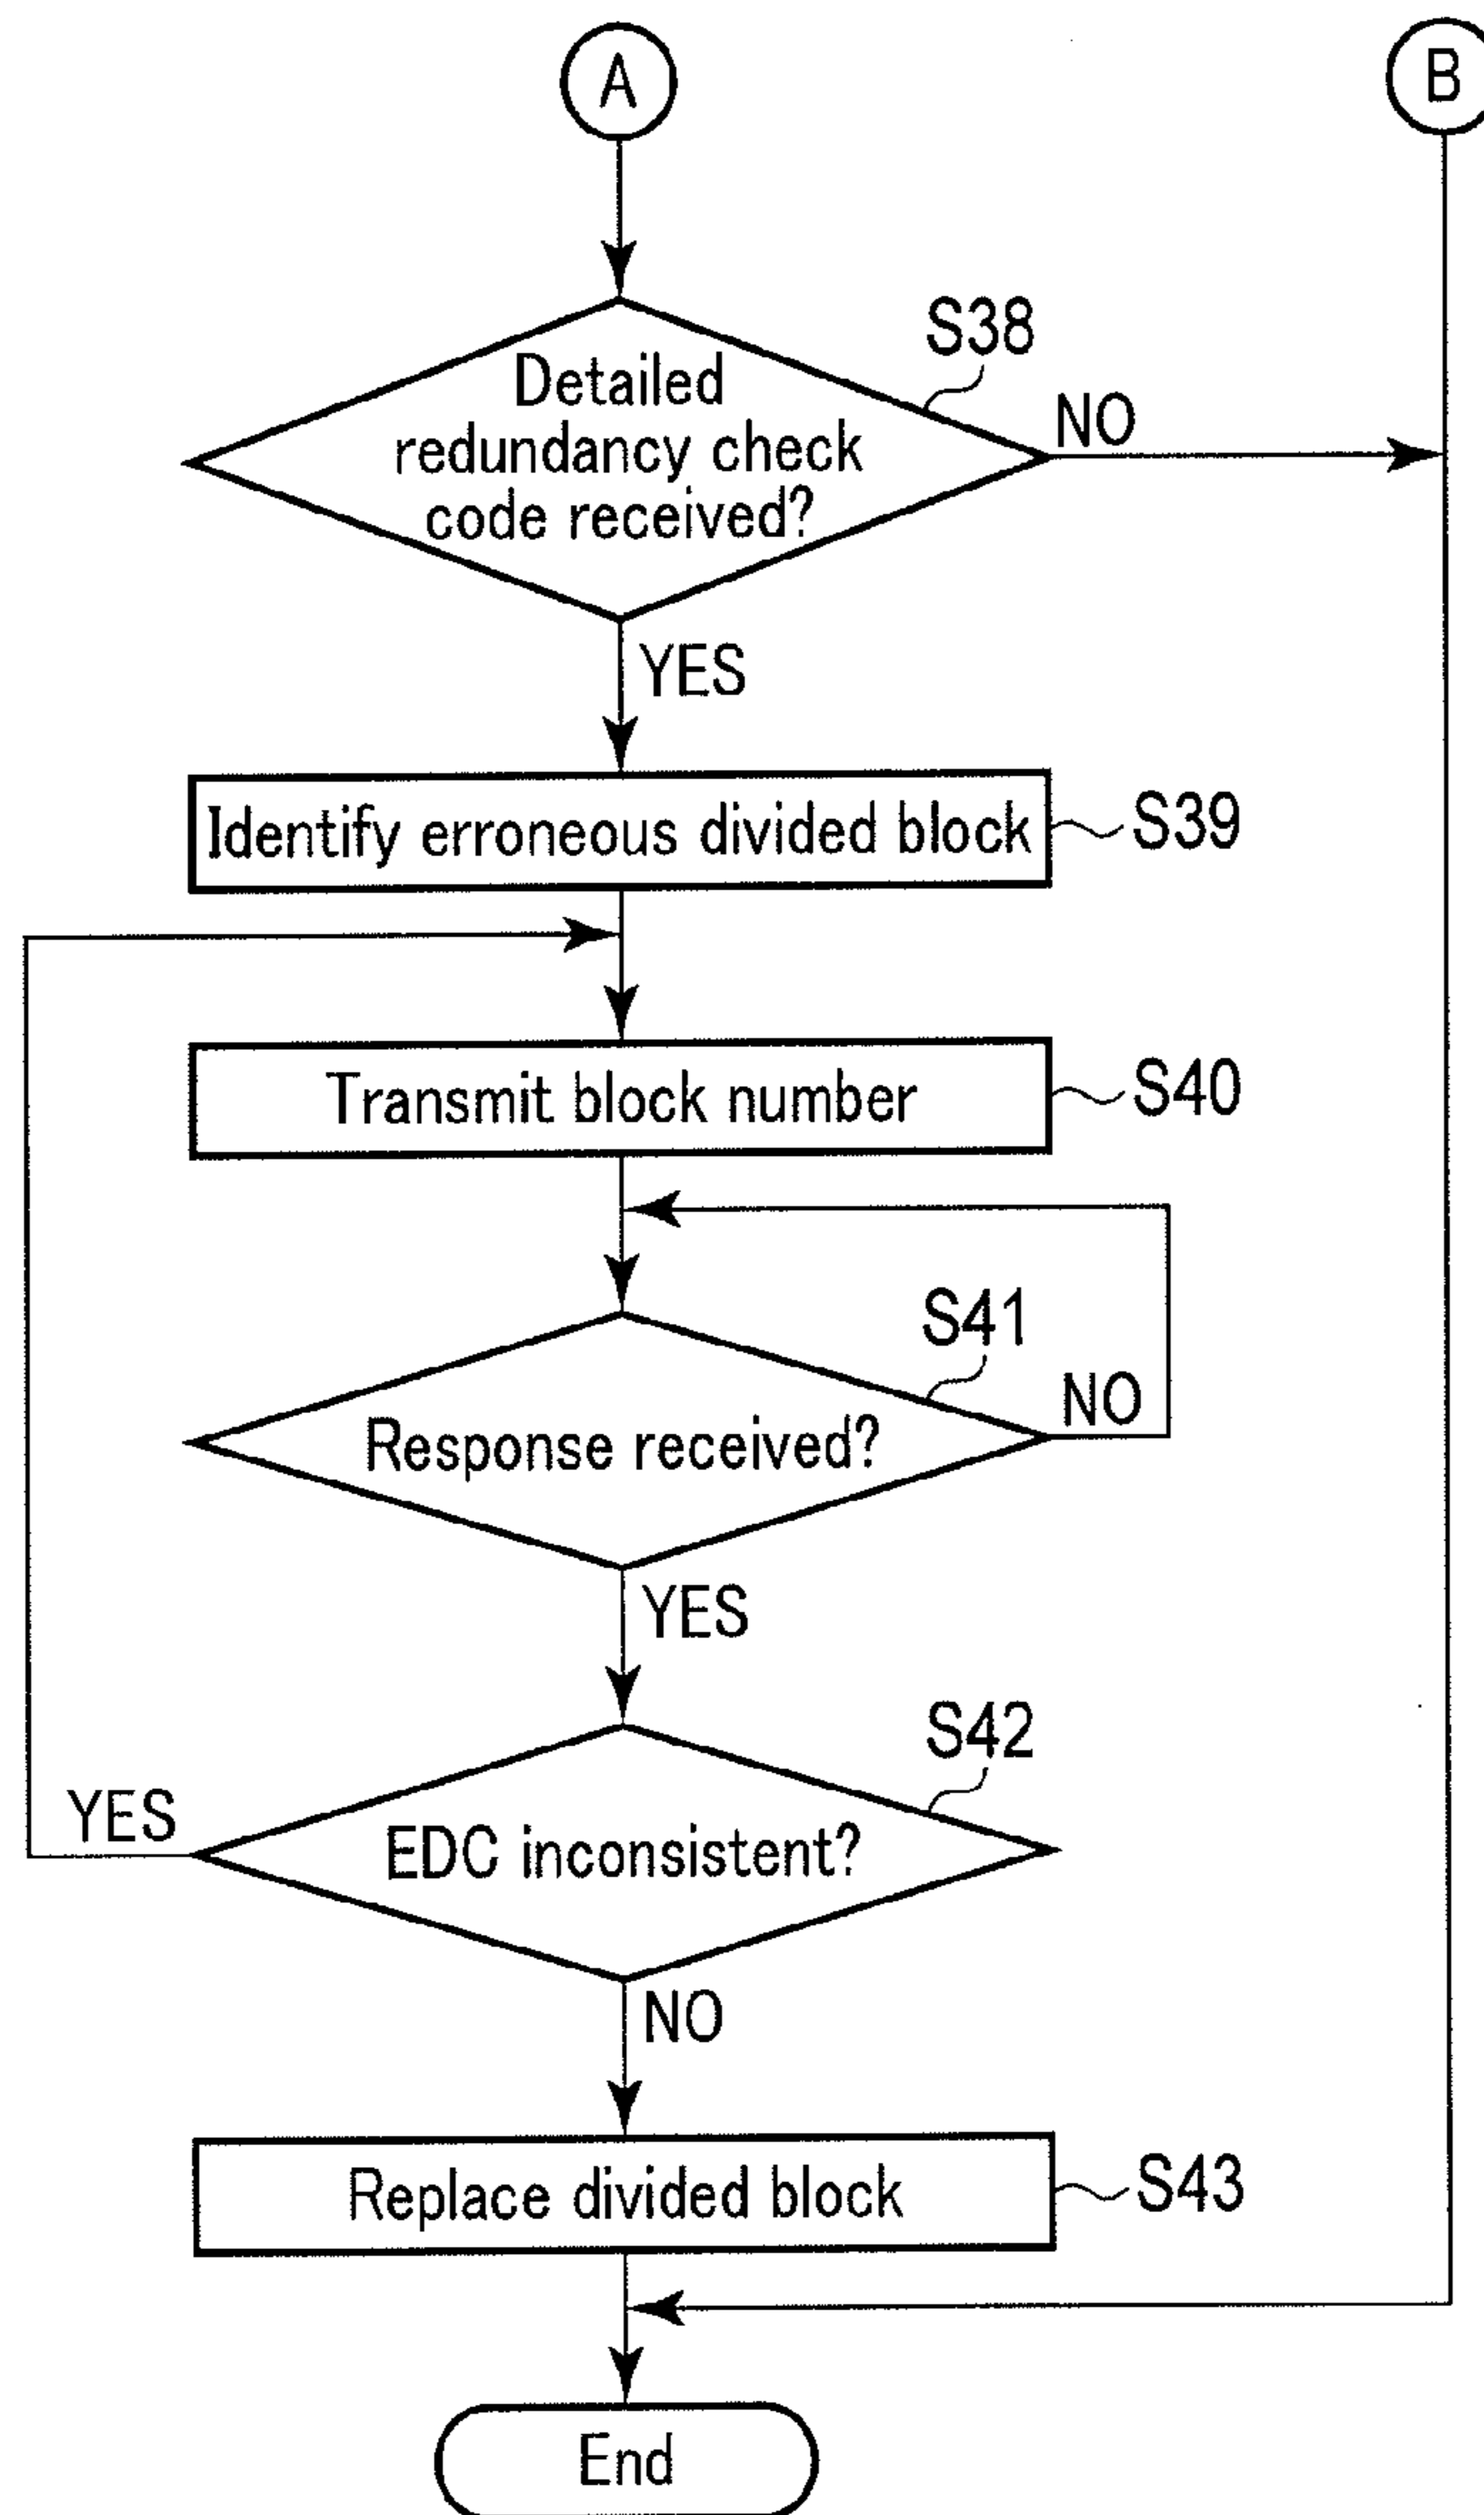 A
B
S38
Detailed
redundancy check
code received?
NO
YES
Identify erroneous divided block
S39
Transmit block number
S40
S41
Response received?
NO
YES
S42
YES
EDC inconsistent?
NO
Replace divided block
S43
End